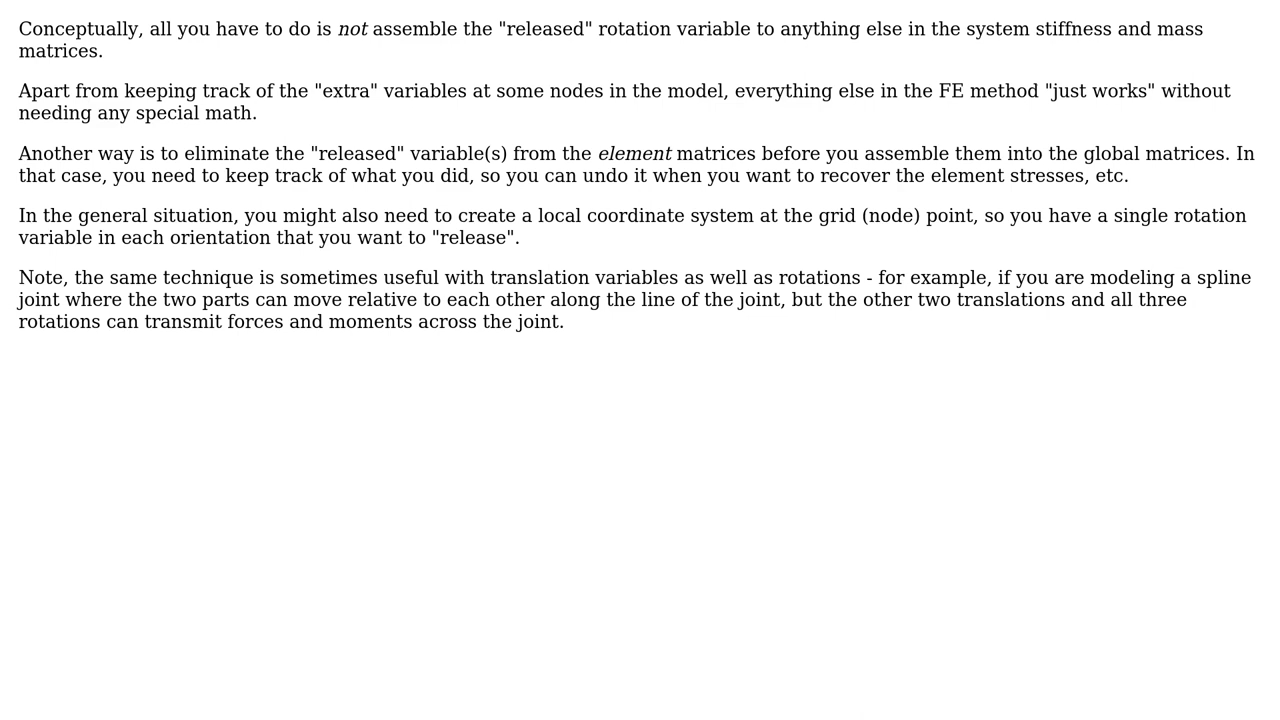 Conceptually, all you have to do is not assemble the "released" rotation variable to anything else in the system stiffness and mass
matrices.
Apart from keeping track of the "extra" variables at some nodes in the model, everything else in the FE method "just works" without
needing any special math.
Another way is to eliminate the "released" variable(s) from the element matrices before you assemble them into the global matrices. In
that case, you need to keep track of what you did, so you can undo it when you want to recover the element stresses, etc.
In the general situation, you might also need to create a local coordinate system at the grid (node) point, so you have a single rotation
variable in each orientation that you want to "release".
Note, the same technique is sometimes useful with translation variables as well as rotations - for example, if you are modeling a spline
joint where the two parts can move relative to each other along the line of the joint, but the other two translations and all three
rotations can transmit forces and moments across the joint.